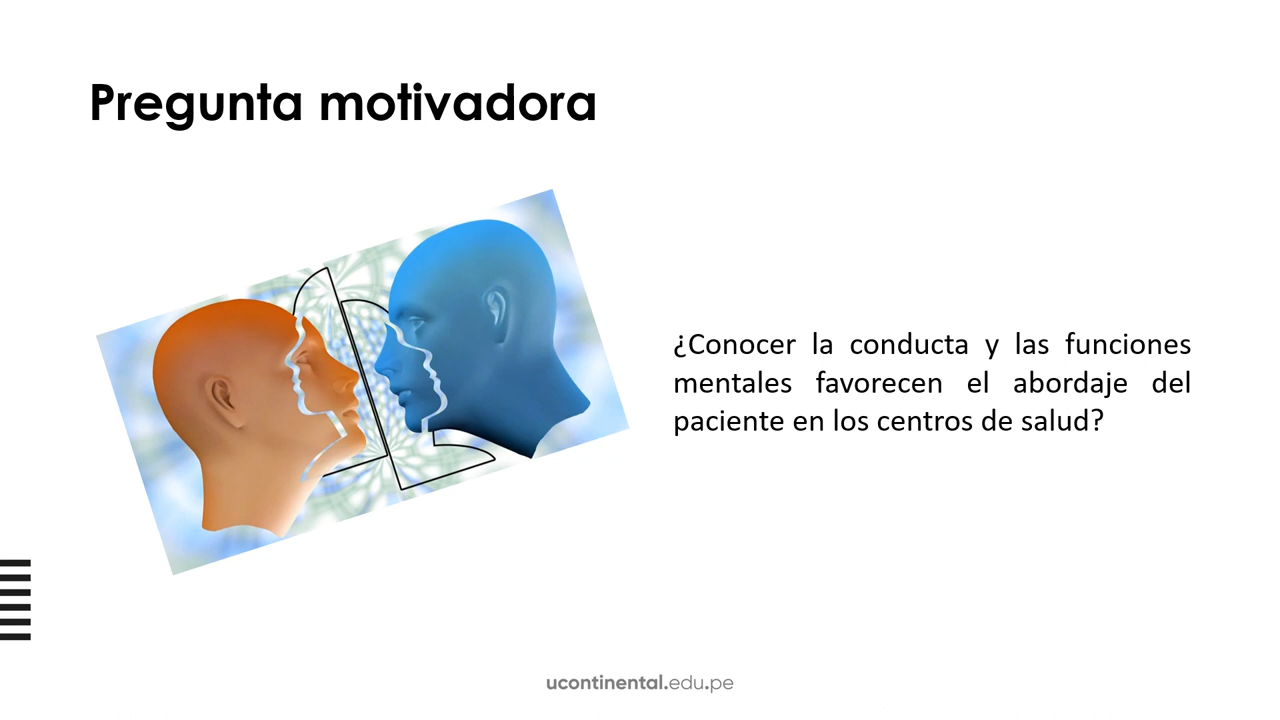 Pregunta motivadora
¿Conocer la conducta y las funciones
mentales favorecen el abordaje del
paciente en los centros de salud?
ucontinental.edu.pe